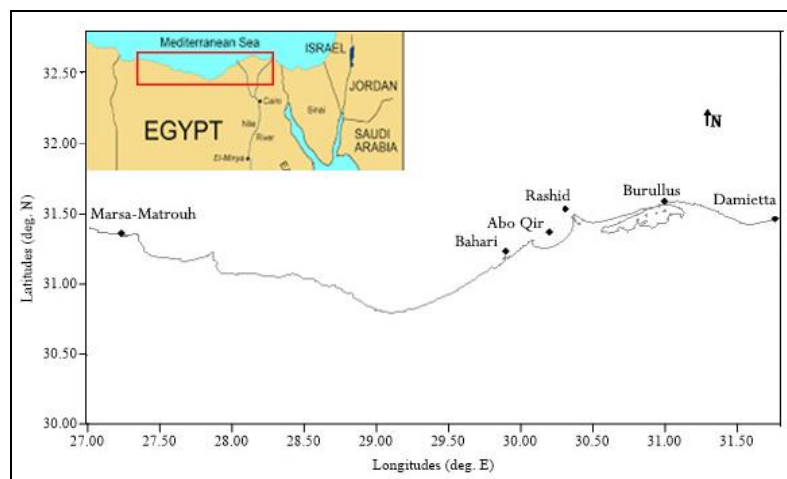 Mediterranean Sea
ISRAEL
JORDAN
Cairo
Sinai
EGYPT
Nile
River
SAUDI
ARABIA
El-Minya
32.50
32.00
31.50
31.00
30.50
30.00
Latitudes (deg. N)
N
Marsa-Matrouh
Bahari
Abo Qir
Rashid
Burullus
Damietta
27.00 27.50 28.00 28.50 29.00 29.50 30.00 30.50 31.00 31.50
Longitudes (deg. E)